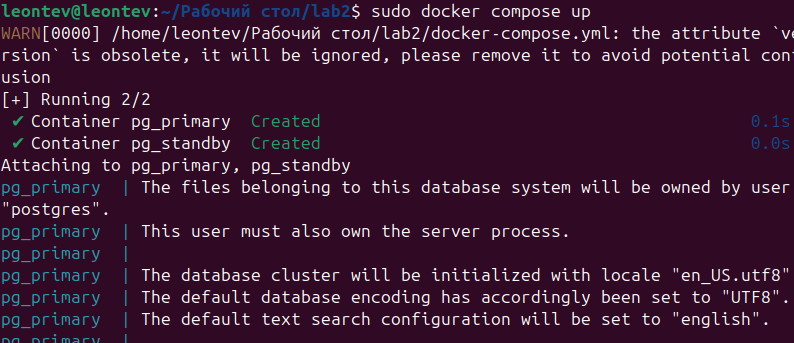 leontev@leontev:~/Рабочий стол/lab2$ sudo docker compose up
WARN[0000] /home/leontev/Рабочий стол/lab2/docker-compose.yml: the attribute `ve
rsion` is obsolete, it will be ignored, please remove it to avoid potential conf
usion
[+] Running 2/2
✔ Container pg_primary  Created 0.1s
✔ Container pg_standby  Created 0.0s
Attaching to pg_primary, pg_standby
pg_primary  | The files belonging to this database system will be owned by user
"postgres".
pg_primary  | This user must also own the server process.
pg_primary  |
pg_primary  | The database cluster will be initialized with locale "en_US.utf8".
pg_primary  | The default database encoding has accordingly been set to "UTF8".
pg_primary  | The default text search configuration will be set to "english".
pg_primary  |